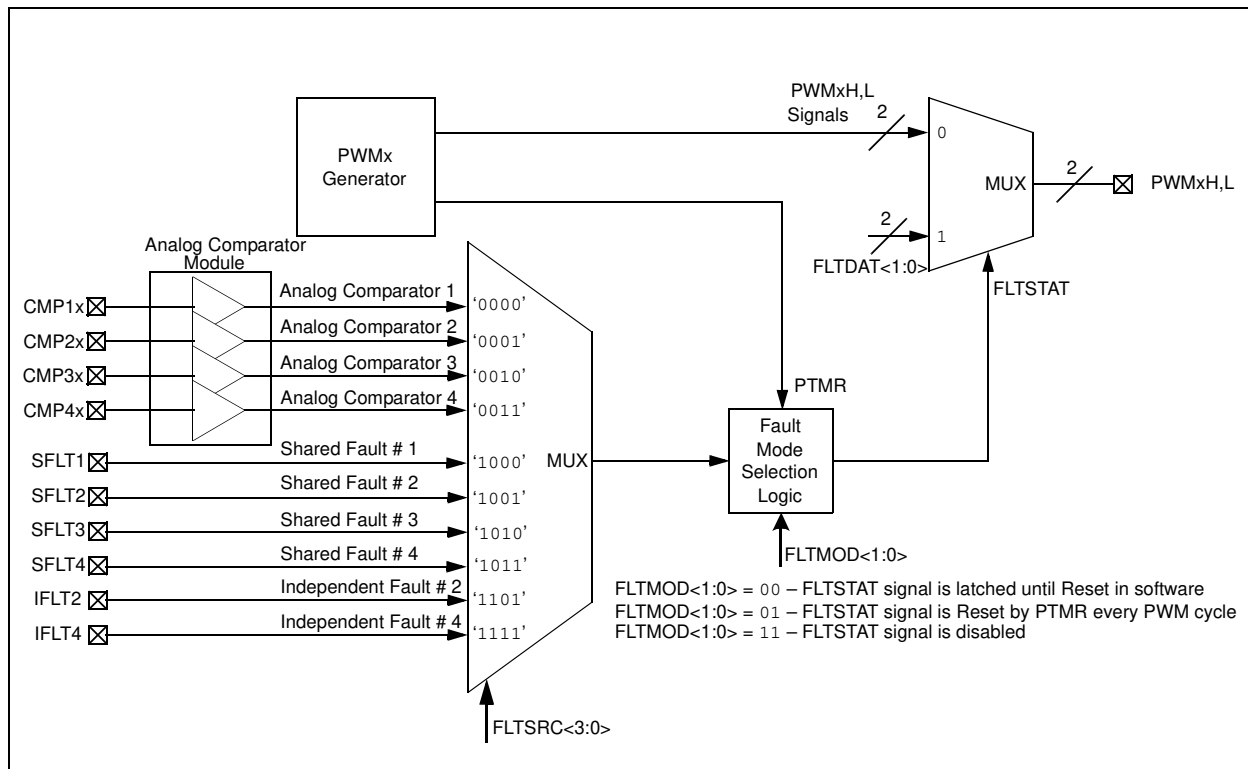 PWMxH,L
Signals
2
0
PWMx
Generator
MUX
2
PWMxH,L
2
1
FLTDAT<1:0>
FLTSTAT
Analog Comparator
Module
CMP1x
Analog Comparator 1
‘0000’
CMP2x
Analog Comparator 2
‘0001’
CMP3x
Analog Comparator 3
‘0010’
CMP4x
Analog Comparator 4
‘0011’
SFLT1
Shared Fault # 1
‘1000’
SFLT2
Shared Fault # 2
‘1001’
SFLT3
Shared Fault # 3
‘1010’
SFLT4
Shared Fault # 4
‘1011’
IFLT2
Independent Fault # 2
‘1101’
IFLT4
Independent Fault # 4
‘1111’
MUX
FLTSRC<3:0>
PTMR
Fault
Mode
Selection
Logic
FLTMOD<1:0>
FLTMOD<1:0> = 00 – FLTSTAT signal is latched until Reset in software
FLTMOD<1:0> = 01 – FLTSTAT signal is Reset by PTMR every PWM cycle
FLTMOD<1:0> = 11 – FLTSTAT signal is disabled